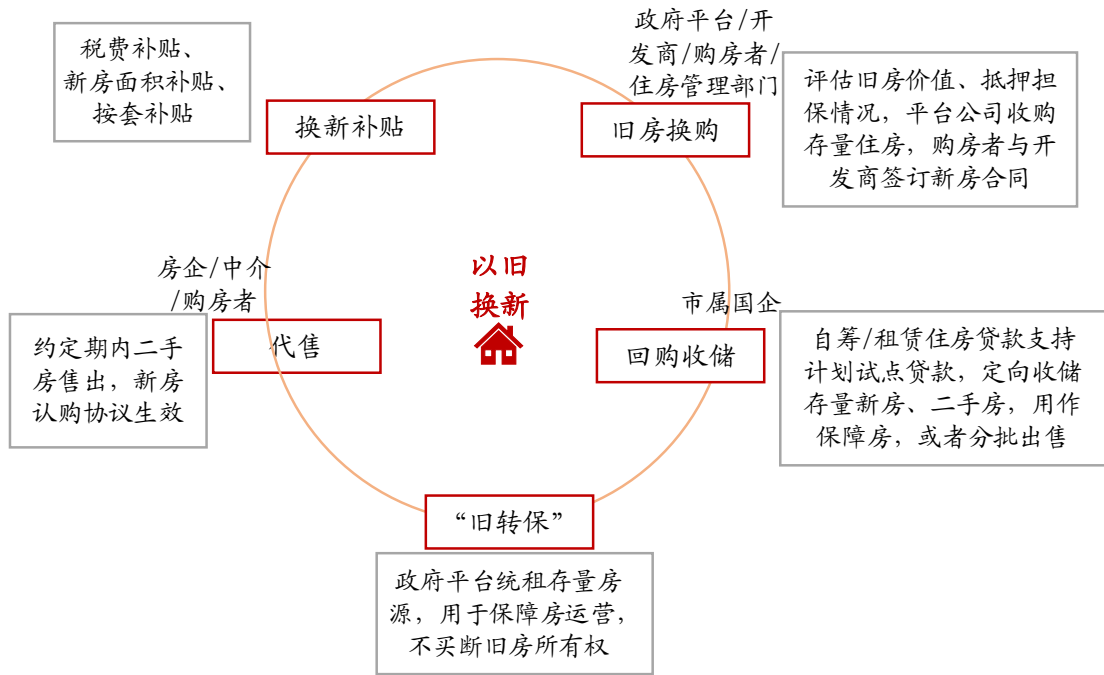 税费补贴、
新房面积补贴、
按套补贴
换新补贴
政府平台/开
发商/购房者/
住房管理部门
旧房换购
评估旧房价值、抵押担
保情况，平台公司收购
存量住房，购房者与开
发商签订新房合同
以旧
换新
房企/中介
/购房者
代售
约定期内二手
房售出，新房
认购协议生效
市属国企
回购收储
自筹/租赁住房贷款支持
计划试点贷款，定向收储
存量新房、二手房，用作
保障房，或者分批出售
“旧转保”
政府平台统租存量房
源，用于保障房运营，
不买断旧房所有权